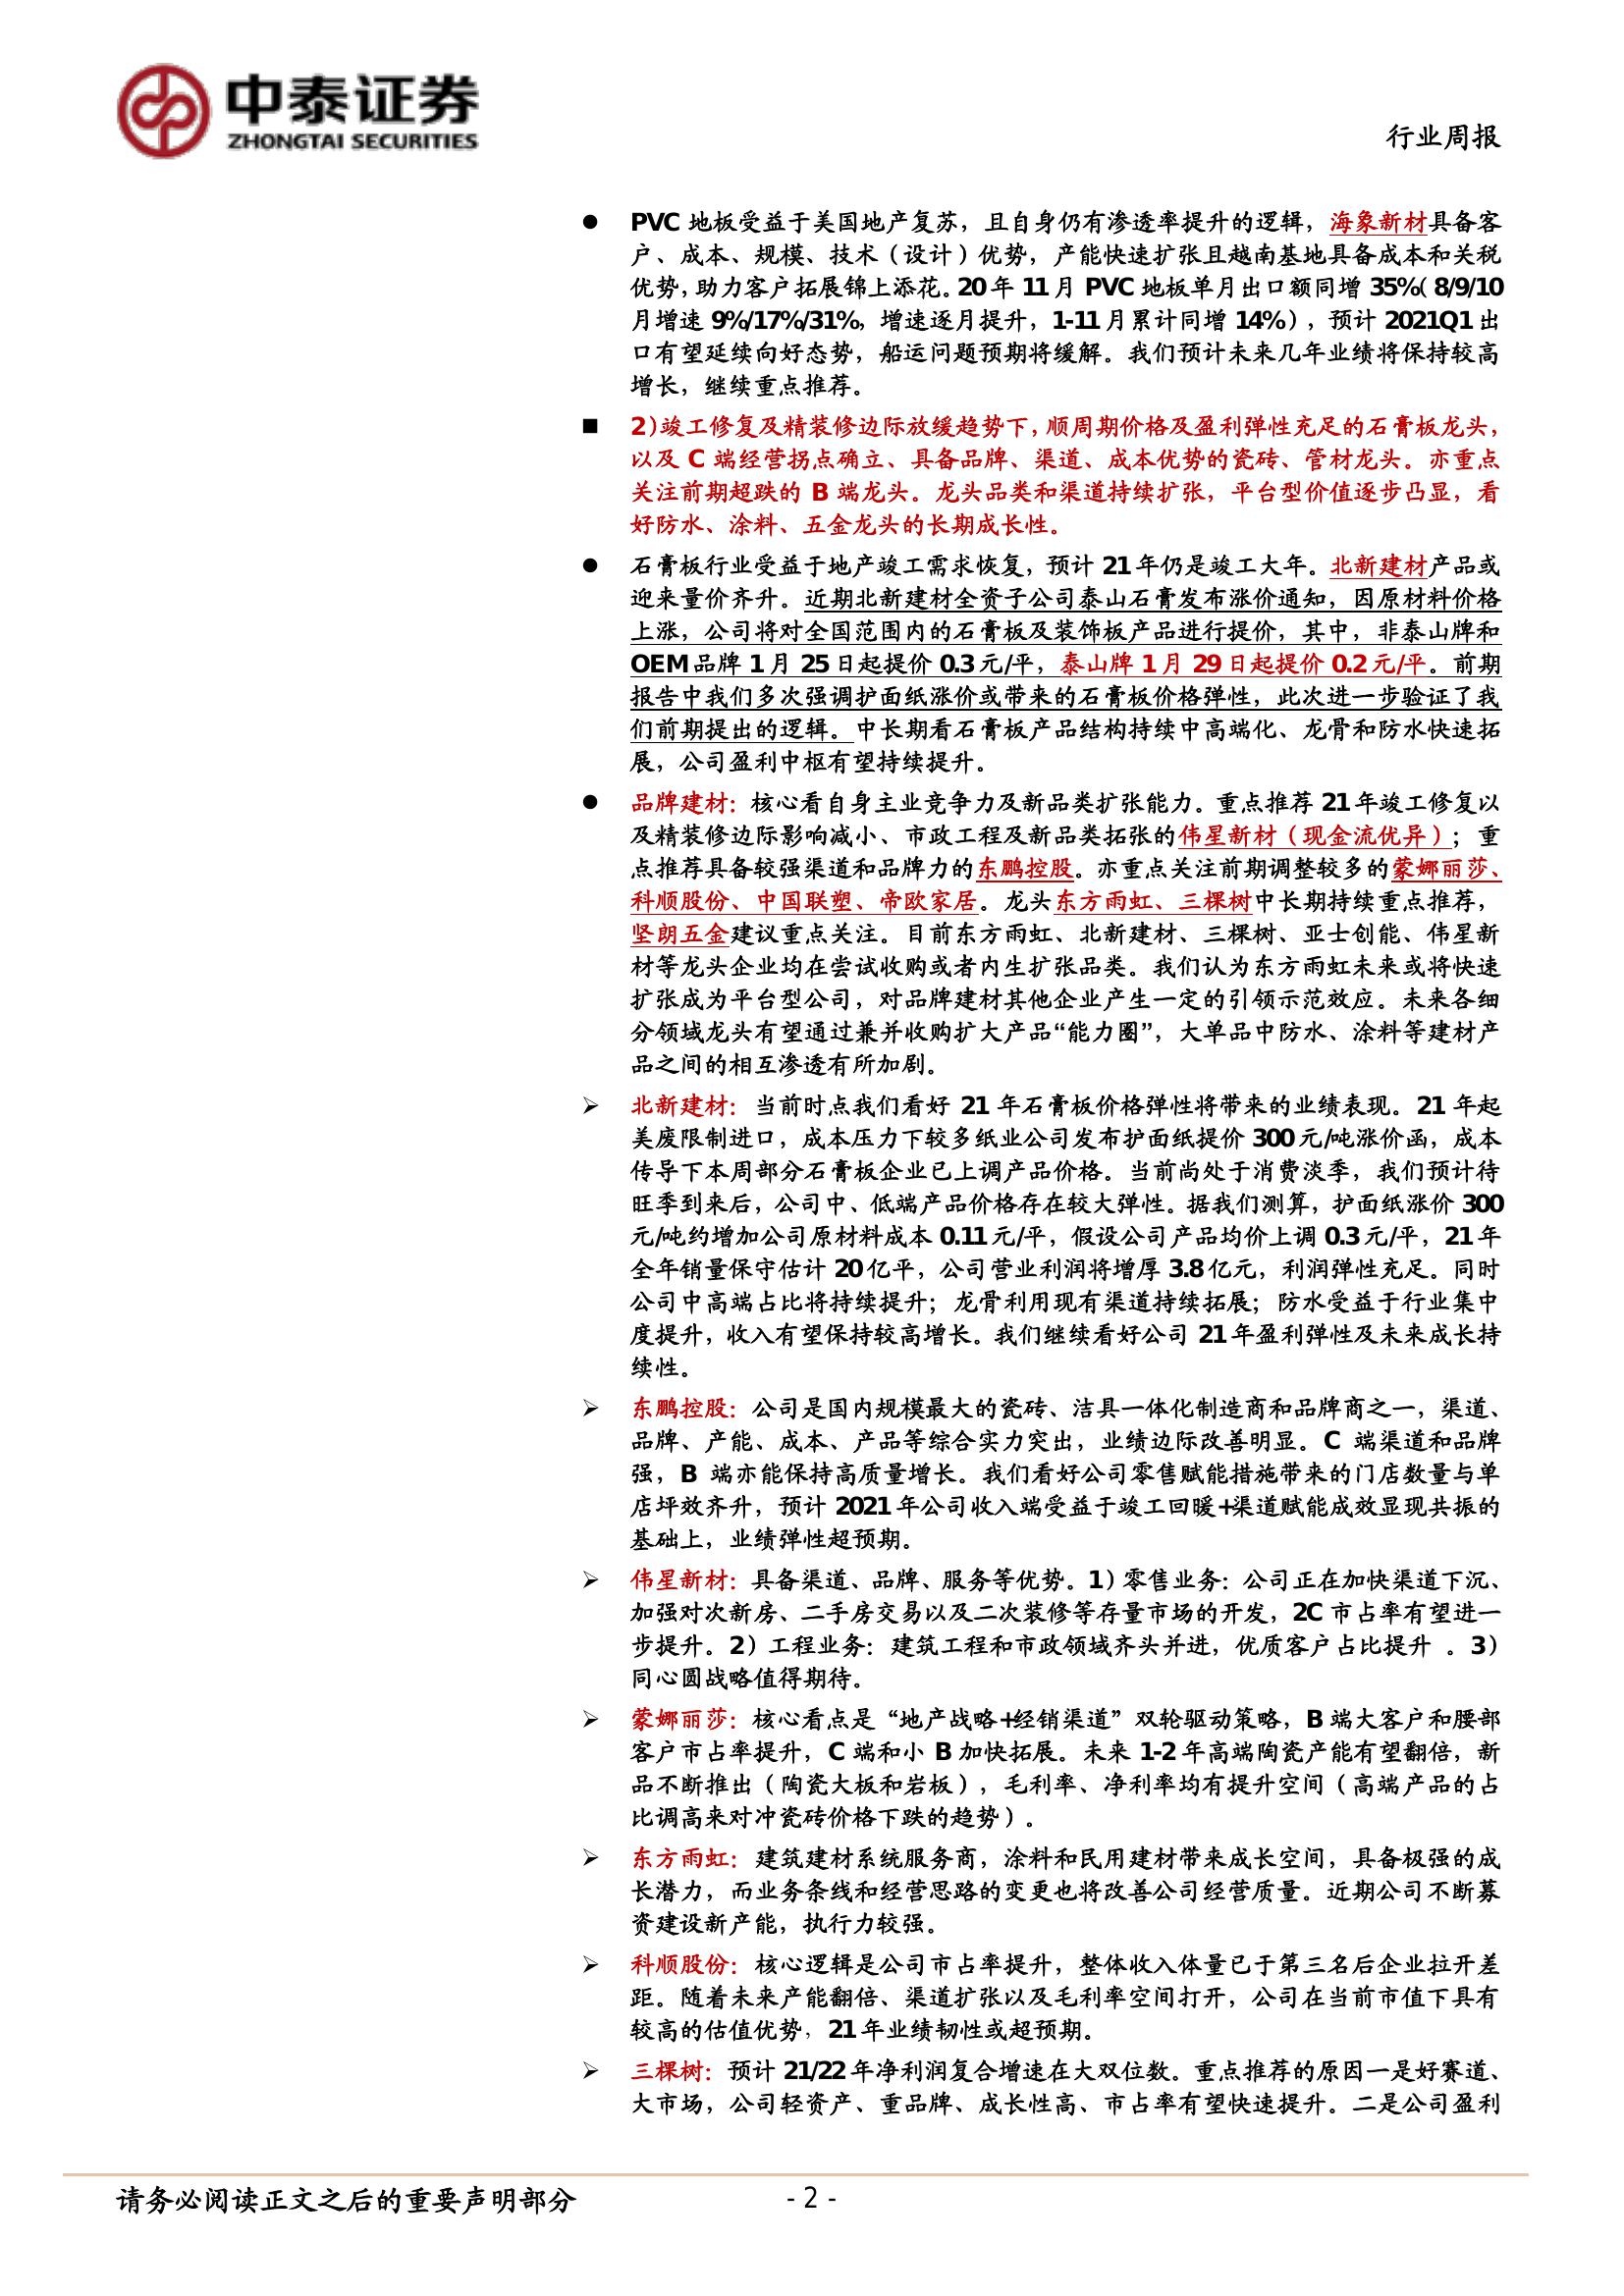 中泰证券
ZHONGTAI SECURITIES
行业周报
● PVC 地板受益于美国地产复苏，且自身仍有渗透率提升的逻辑，海象新材具备客
户、成本、规模、技术（设计）优势，产能快速扩张且越南基地具备成本和关税
优势，助力客户拓展锦上添花。20 年 11 月 PVC 地板单月出口额同增 35%（8/9/10
月增速 9%/17%/31%，增速逐月提升，1-11 月累计同增 14%），预计 2021Q1 出
口有望延续向好态势，船运问题预期将缓解。我们预计未来几年业绩将保持较高
增长，继续重点推荐。
■ 2）竣工修复及精装修边际放缓趋势下，顺周期价格及盈利弹性充足的石膏板龙头，
以及 C 端经营拐点确立、具备品牌、渠道、成本优势的瓷砖、管材龙头。亦重点
关注前期超跌的 B 端龙头。龙头品类和渠道持续扩张，平台型价值逐步凸显，看
好防水、涂料、五金龙头的长期成长性。
● 石膏板行业受益于地产竣工需求恢复，预计 21 年仍是竣工大年。北新建材产品或
迎来量价齐升。近期北新建材全资子公司泰山石膏发布涨价通知，因原材料价格
上涨，公司将对全国范围内的石膏板及装饰板产品进行提价，其中，非泰山牌和
OEM 品牌 1 月 25 日起提价 0.3 元/平，泰山牌 1 月 29 日起提价 0.2 元/平。前期
报告中我们多次强调护面纸涨价或带来的石膏板价格弹性，此次进一步验证了我
们前期提出的逻辑。中长期看石膏板产品结构持续中高端化、龙骨和防水快速拓
展，公司盈利中枢有望持续提升。
● 品牌建材：核心看自身主业竞争力及新品类扩张能力。重点推荐 21 年竣工修复以
及精装修边际影响减小、市政工程及新品类拓张的伟星新材（现金流优异）；重
点推荐具备较强渠道和品牌力的东鹏控股。亦重点关注前期调整较多的蒙娜丽莎、
科顺股份、中国联塑、帝欧家居。龙头东方雨虹、三棵树中长期持续重点推荐，
坚朗五金建议重点关注。目前东方雨虹、北新建材、三棵树、亚士创能、伟星新
材等龙头企业均在尝试收购或者内生扩张品类。我们认为东方雨虹未来或将快速
扩张成为平台型公司，对品牌建材其他企业产生一定的引领示范效应。未来各细
分领域龙头有望通过兼并收购扩大产品“能力圈”，大单品中防水、涂料等建材产
品之间的相互渗透有所加剧。
➢ 北新建材：当前时点我们看好 21 年石膏板价格弹性将带来的业绩表现。21 年起
美废限制进口，成本压力下较多纸业公司发布护面纸提价 300 元/吨涨价函，成本
传导下本周部分石膏板企业已上调产品价格。当前尚处于消费淡季，我们预计待
旺季到来后，公司中、低端产品价格存在较大弹性。据我们测算，护面纸涨价 300
元/吨约增加公司原材料成本 0.11 元/平，假设公司产品均价上调 0.3 元/平，21 年
全年销量保守估计 20 亿平，公司营业利润将增厚 3.8 亿元，利润弹性充足。同时
公司中高端占比将持续提升；龙骨利用现有渠道持续拓展；防水受益于行业集中
度提升，收入有望保持较高增长。我们继续看好公司 21 年盈利弹性及未来成长持
续性。
➢ 东鹏控股：公司是国内规模最大的瓷砖、洁具一体化制造商和品牌商之一，渠道、
品牌、产能、成本、产品等综合实力突出，业绩边际改善明显。C 端渠道和品牌
强，B 端亦能保持高质量增长。我们看好公司零售赋能措施带来的门店数量与单
店坪效齐升，预计 2021 年公司收入端受益于竣工回暖+渠道赋能成效显现共振的
基础上，业绩弹性超预期。
➢ 伟星新材：具备渠道、品牌、服务等优势。1）零售业务：公司正在加快渠道下沉、
加强对次新房、二手房交易以及二次装修等存量市场的开发，2C 市占率有望进一
步提升。2）工程业务：建筑工程和市政领域齐头并进，优质客户占比提升 。3）
同心圆战略值得期待。
➢ 蒙娜丽莎：核心看点是“地产战略+经销渠道”双轮驱动策略，B 端大客户和腰部
客户市占率提升，C 端和小 B 加快拓展。未来 1-2 年高端陶瓷产能有望翻倍，新
品不断推出（陶瓷大板和岩板），毛利率、净利率均有提升空间（高端产品的占
比调高来对冲瓷砖价格下跌的趋势）。
➢ 东方雨虹：建筑建材系统服务商，涂料和民用建材带来成长空间，具备极强的成
长潜力，而业务条线和经营思路的变更也将改善公司经营质量。近期公司不断募
资建设新产能，执行力较强。
➢ 科顺股份：核心逻辑是公司市占率提升，整体收入体量已于第三名后企业拉开差
距。随着未来产能翻倍、渠道扩张以及毛利率空间打开，公司在当前市值下具有
较高的估值优势，21 年业绩韧性或超预期。
➢ 三棵树：预计 21/22 年净利润复合增速在大双位数。重点推荐的原因一是好赛道、
大市场，公司轻资产、重品牌、成长性高、市占率有望快速提升。二是公司盈利
请务必阅读正文之后的重要声明部分
- 2 -